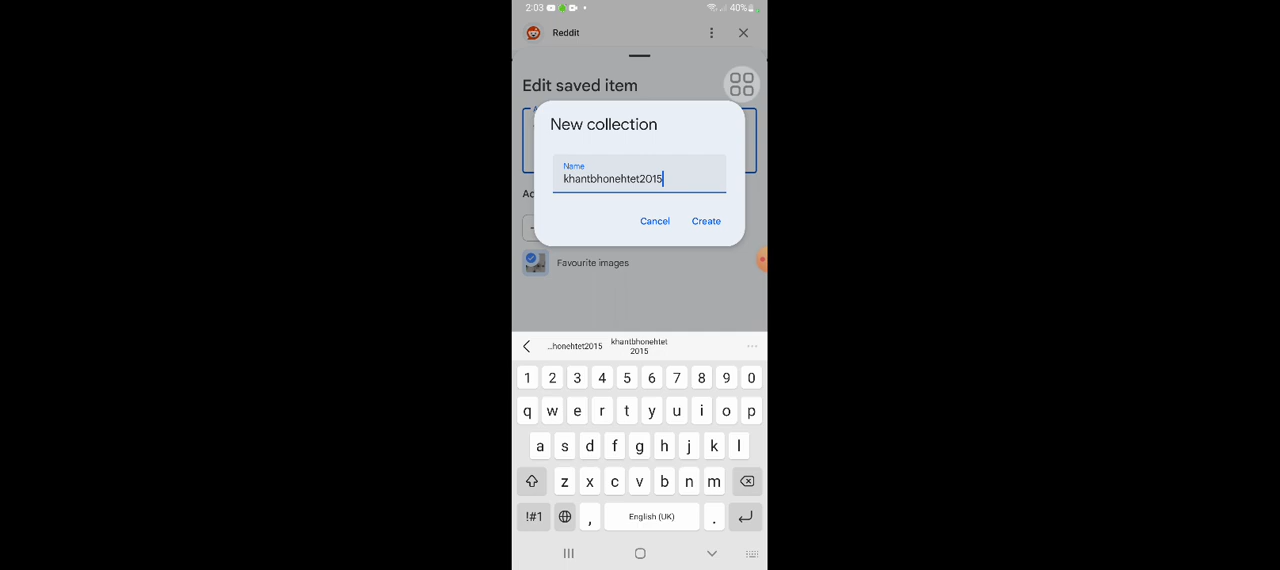 2:03
40%
Reddit
Edit saved item
New collection
Name
khantbhonehtet2015
Cancel
Create
Favourite images
...honehtet2015
khantbhonehtet
2015
1 2 3 4 5 6 7 8 9 0
q w e r t y u i o p
a s d f g h j k l
z x c v b n m
!#1 , English (UK) .